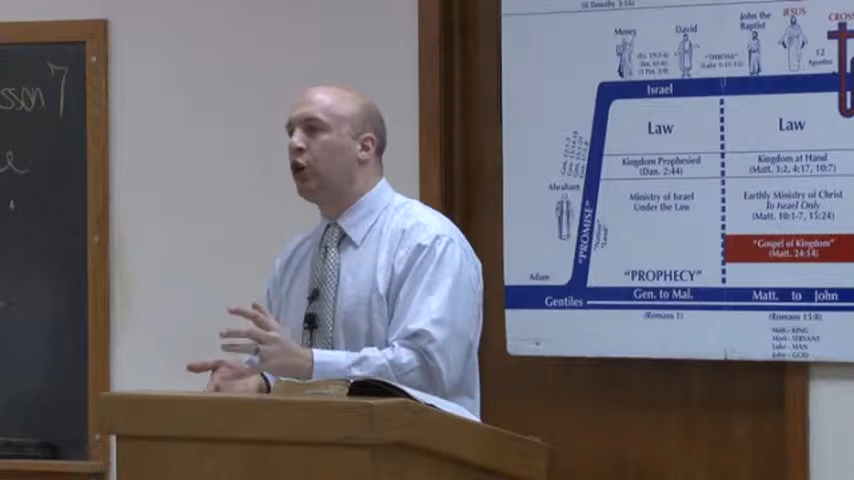 sson 7
(II Timothy 3:16)
Moses
David
John the
Baptist
JESUS
CROSS
"THRONE"
12
Apostles
Israel
Law
Law
Kingdom Prophesied
(Dan. 2:44)
Kingdom at Hand
(Matt. 3:2, 4:17, 10:7)
Abraham
Ministry of Israel
Under the Law
Earthly Ministry of Christ
To Israel Only
(Matt. 10:1-7, 15:24)
"PROMISE"
"Nation"
"Land"
"Gospel of Kingdom"
(Matt. 24:14)
Adam
"PROPHECY"
Gentiles
Gen. to Mal.
Matt. to John
(Romans 1)
(Romans 15:8)
Matt.- KING
Mark - SERVANT
Luke - MAN
John - GOD